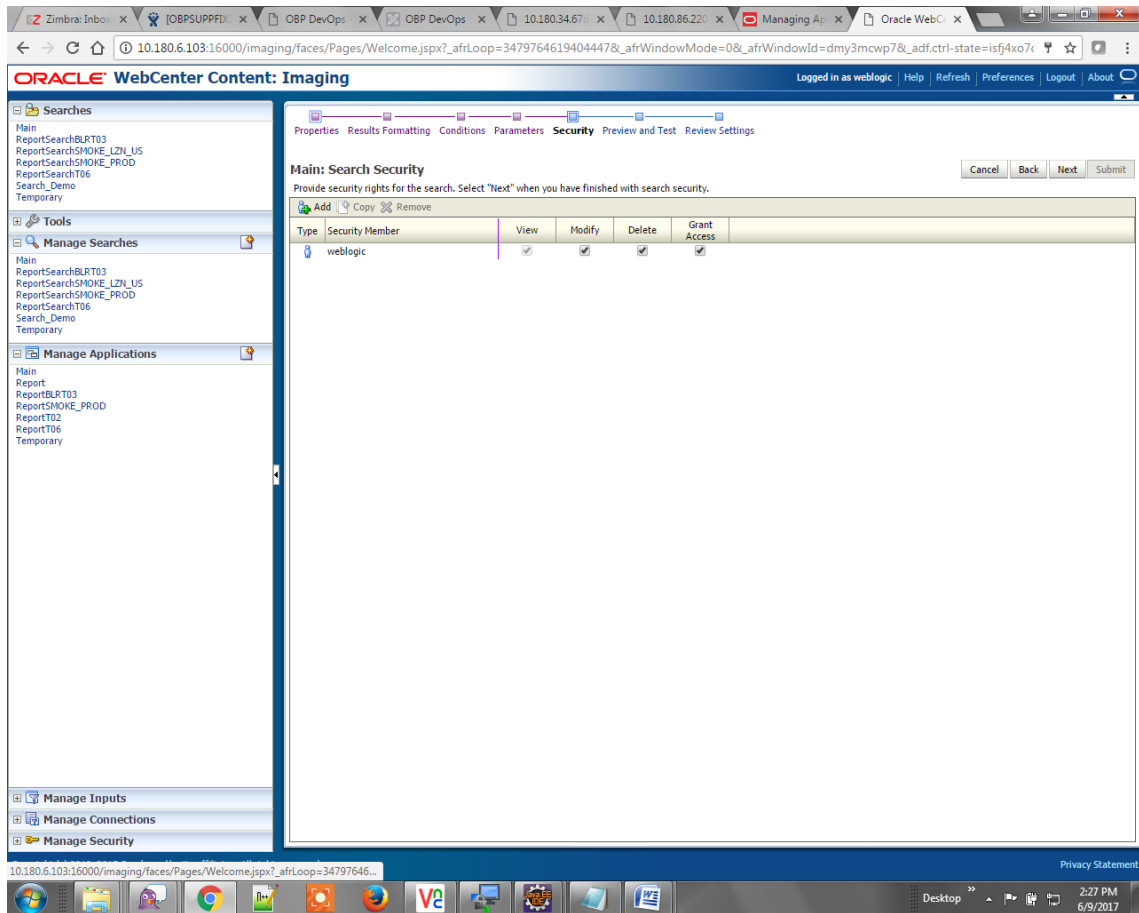 Zimbra: Inbo
[OBPSUPPFIX
OBP DevOps
OBP DevOps
10.180.34.67:
10.180.86.220
Managing Ap
Oracle WebCe
10.180.6.103:16000/imaging/faces/Pages/Welcome.jspx?_afrLoop=34797646194044478&_afrWindowMode=0&_afrWindowId=dmy3mcwp7&_adf.ctrl-state=isfj4xo7c
ORACLE WebCenter Content: Imaging
Logged in as weblogic Help Refresh Preferences Logout About
Searches
Main
ReportSearchBLRT03
ReportSearchSMOKE_LZN_US
ReportSearchSMOKE_PROD
ReportSearchT06
Search_Demo
Temporary
Tools
Manage Searches
Main
ReportSearchBLRT03
ReportSearchSMOKE_LZN_US
ReportSearchSMOKE_PROD
ReportSearchT06
Search_Demo
Temporary
Manage Applications
Main
Report
ReportBLRT03
ReportSMOKE_PROD
ReportT02
ReportT06
Temporary
Manage Inputs
Manage Connections
Manage Security
Properties Results Formatting Conditions Parameters Security Preview and Test Review Settings
Main: Search Security
Cancel Back Next Submit
Provide security rights for the search. Select "Next" when you have finished with search security.
Add Copy Remove
Type Security Member View Modify Delete Grant Access
weblogic
Privacy Statement
10.180.6.103:16000/imaging/faces/Pages/Welcome.jspx?_afrLoop=34797646...
Desktop
2:27 PM
6/9/2017